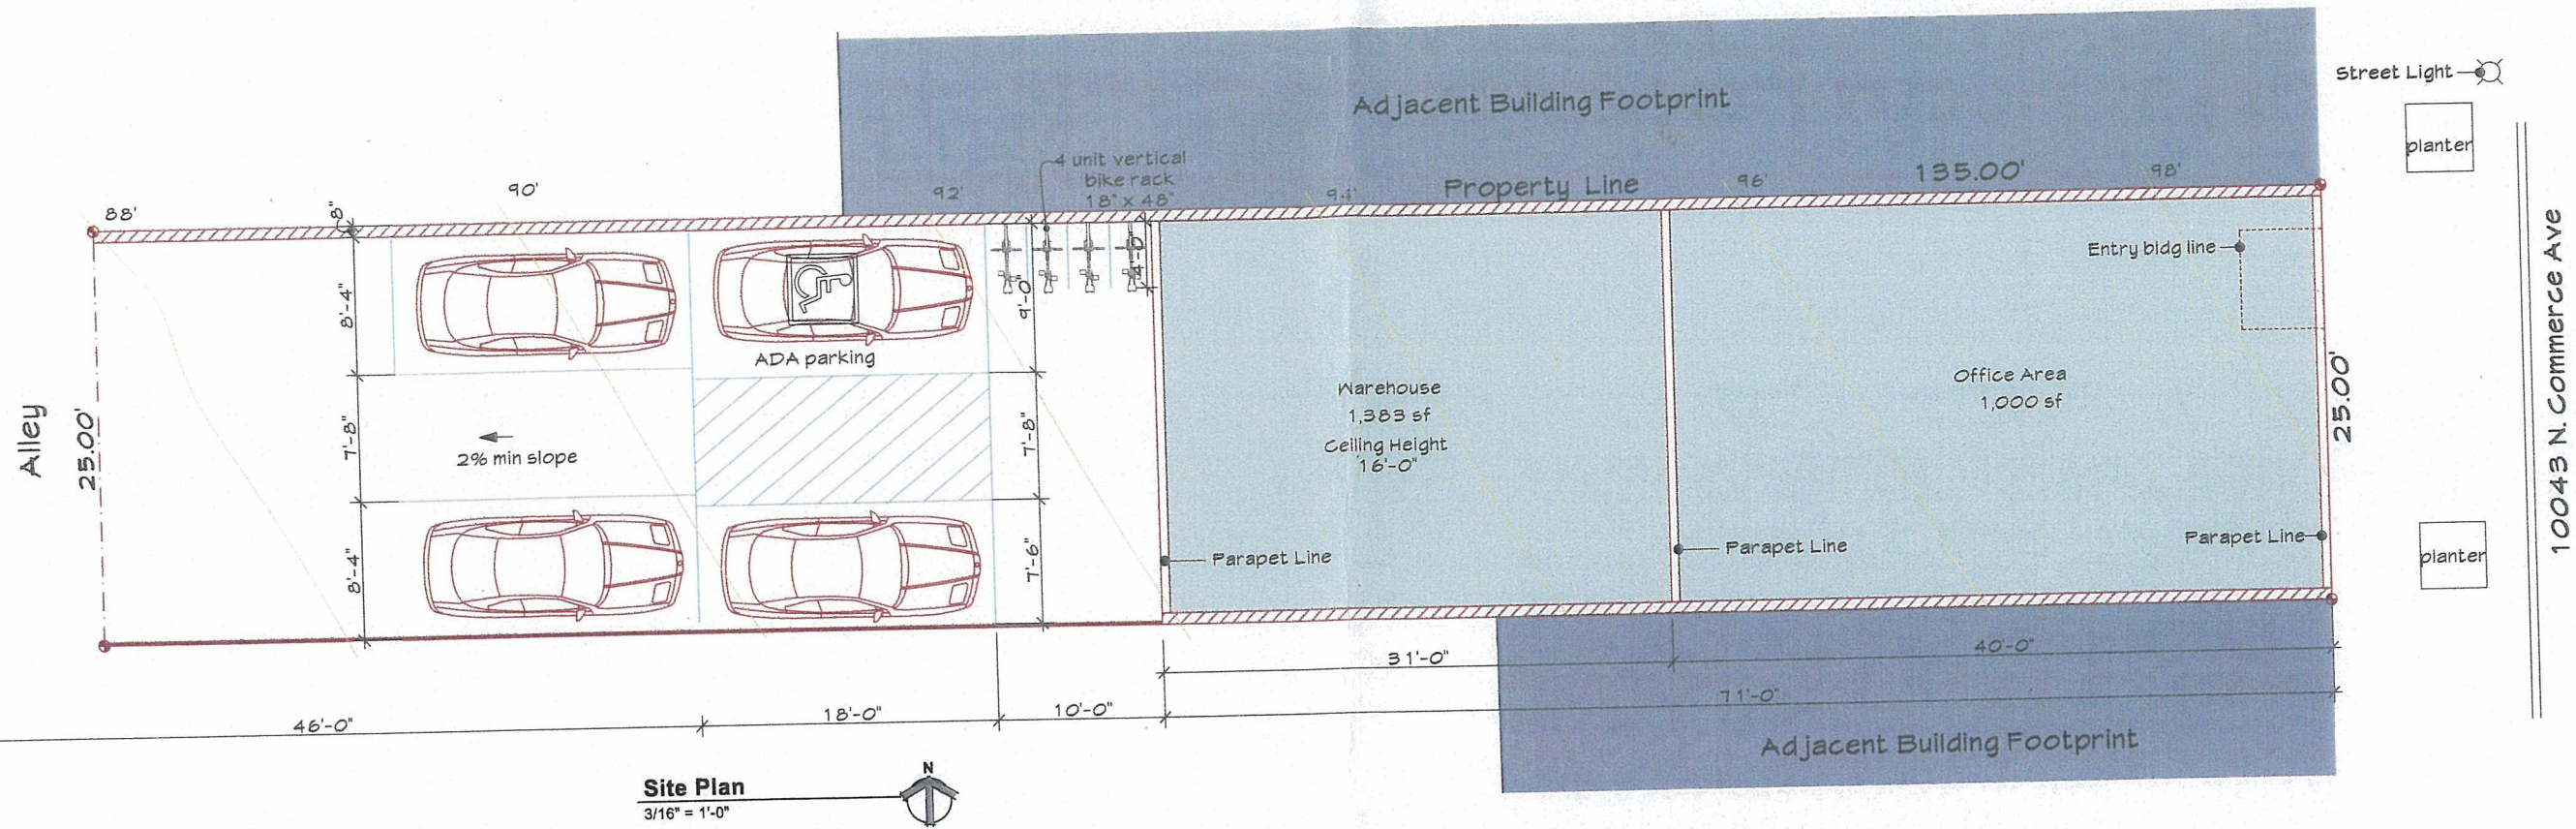 Street Light
Adjacent Building Footprint
planter
4 unit vertical
bike rack
18" x 48"
88'
90'
92'
94'
Property Line
96'
135.00'
98'
8"
4'-0"
Entry bldg line
8'-4"
9'-0"
ADA parking
Alley
25.00'
7'-8"
2% min slope
7'-8"
Warehouse
1,383 sf
Ceiling Height
16'-0"
Office Area
1,000 sf
25.00'
10043 N. Commerce Ave
8'-4"
7'-6"
Parapet Line
Parapet Line
Parapet Line
planter
31'-0"
40'-0"
71'-0"
46'-0"
18'-0"
10'-0"
Adjacent Building Footprint
Site Plan
3/16" = 1'-0"
N